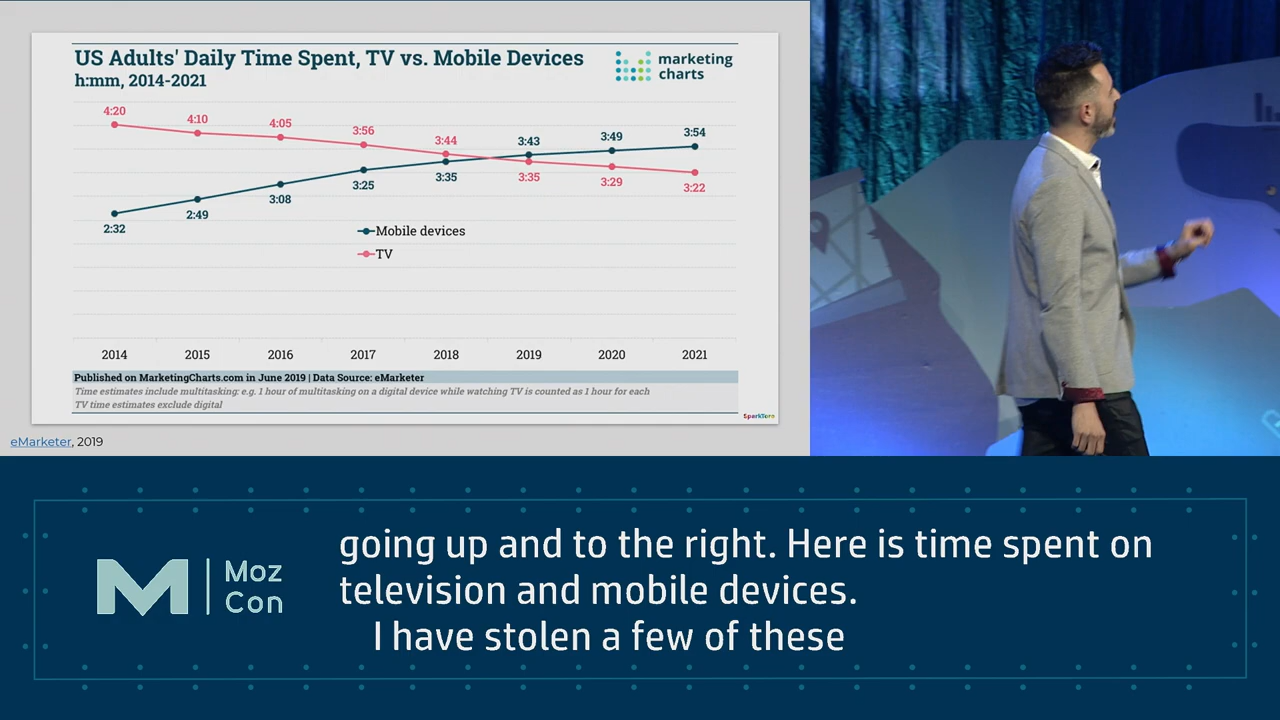 US Adults' Daily Time Spent, TV vs. Mobile Devices
h:mm, 2014-2021
marketing
charts
4:20
4:10
4:05
3:56
3:44
3:43
3:49
3:54
2:32
2:49
3:08
3:25
3:35
3:35
3:29
3:22
Mobile devices
TV
2014 2015 2016 2017 2018 2019 2020 2021
Published on MarketingCharts.com in June 2019 | Data Source: eMarketer
Time estimates include multitasking: e.g. 1 hour of multitasking on a digital device while watching TV is counted as 1 hour for each
TV time estimates exclude digital
SparkToro
eMarketer, 2019
M Moz
Con
going up and to the right. Here is time spent on
television and mobile devices.
I have stolen a few of these